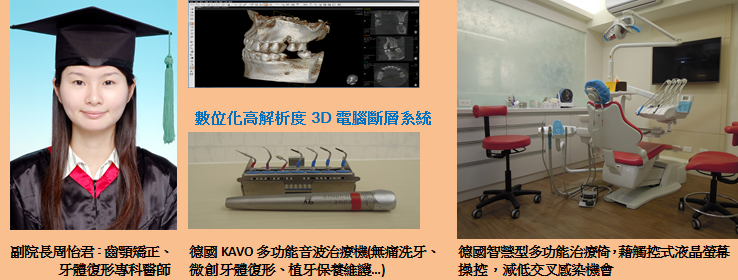 數位化高解析度 3D 電腦斷層系統
副院長周怡君：齒顎矯正、
牙體復形專科醫師
德國 KAVO 多功能音波治療機(無痛洗牙、
微創牙體復形、植牙保養維護...)
德國智慧型多功能治療倚，藉觸控式液晶螢幕
操控，減低交叉感染機會